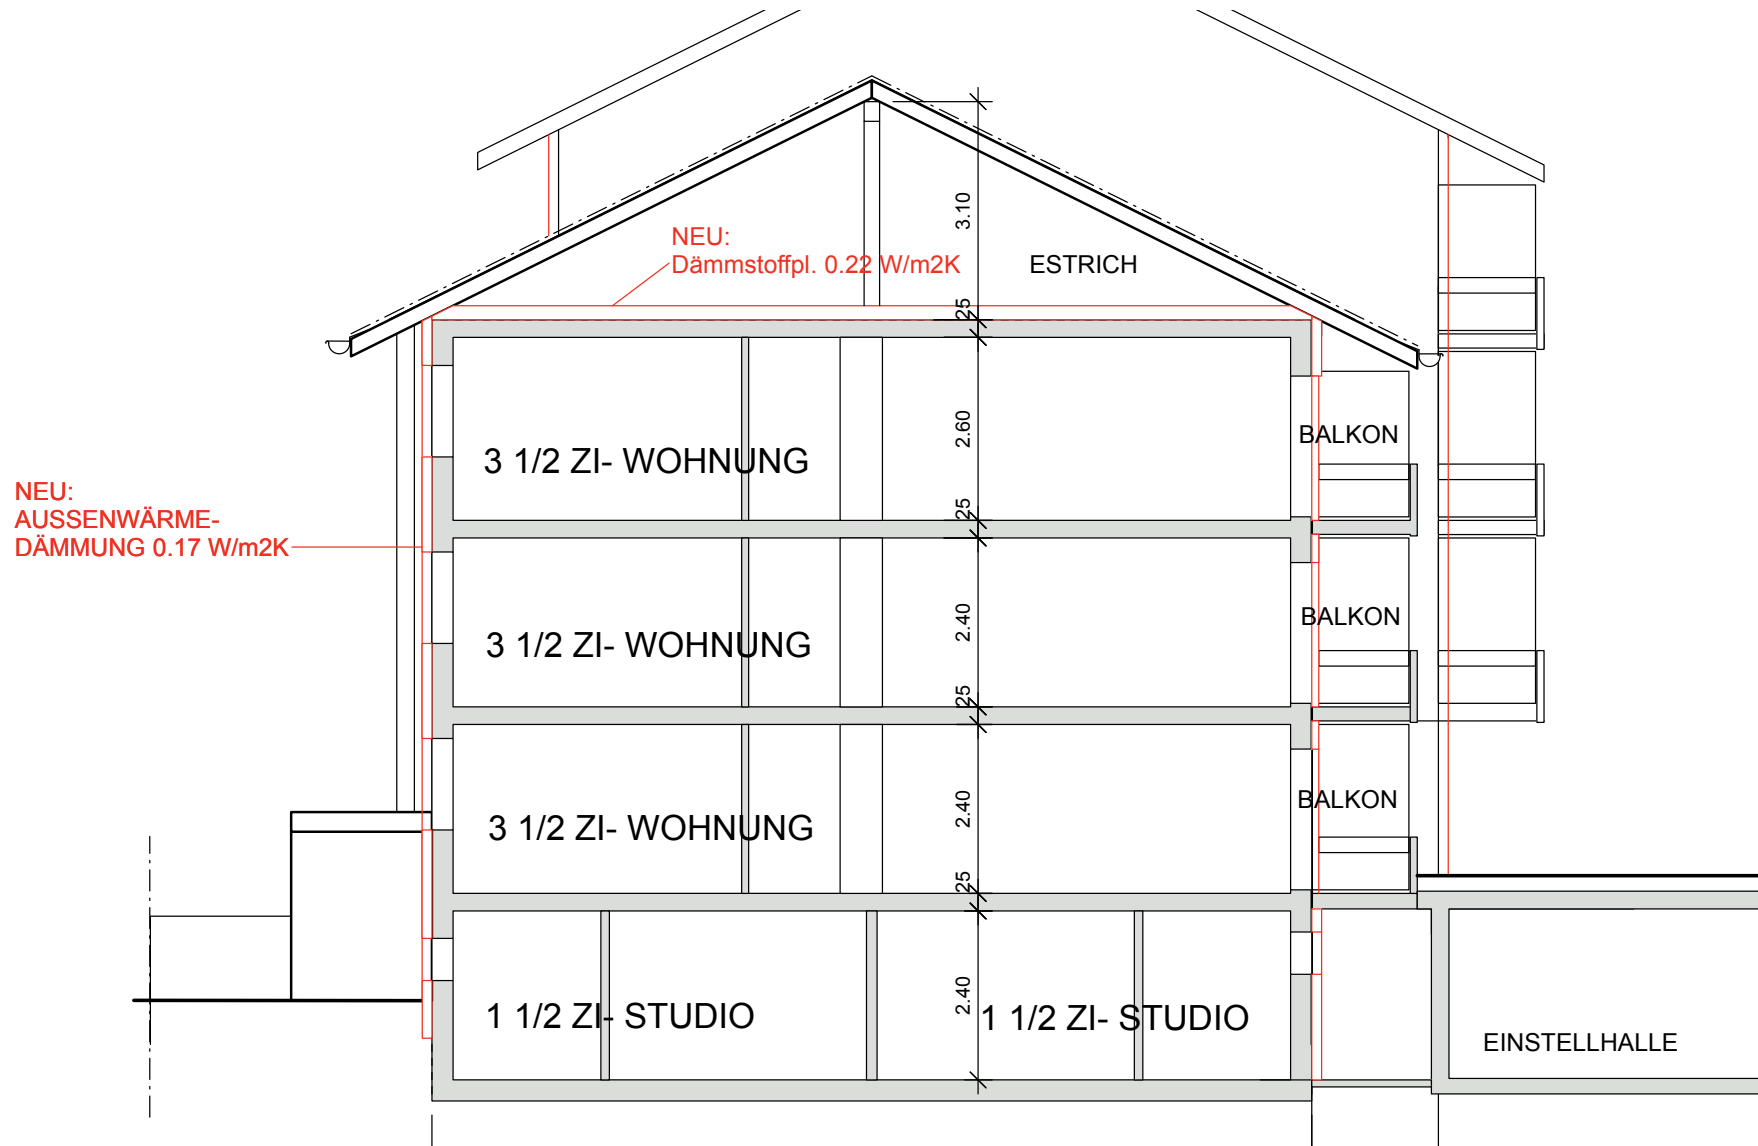 3.10
NEU:
Dämmstoffpl. 0.22 W/m2K
ESTRICH
25
2.60
BALKON
3 1/2 ZI- WOHNUNG
NEU:
AUSSENWÄRME-
DÄMMUNG 0.17 W/m2K
25
2.40
BALKON
3 1/2 ZI- WOHNUNG
25
2.40
BALKON
3 1/2 ZI- WOHNUNG
25
2.40
1 1/2 ZI- STUDIO
1 1/2 ZI- STUDIO
EINSTELLHALLE